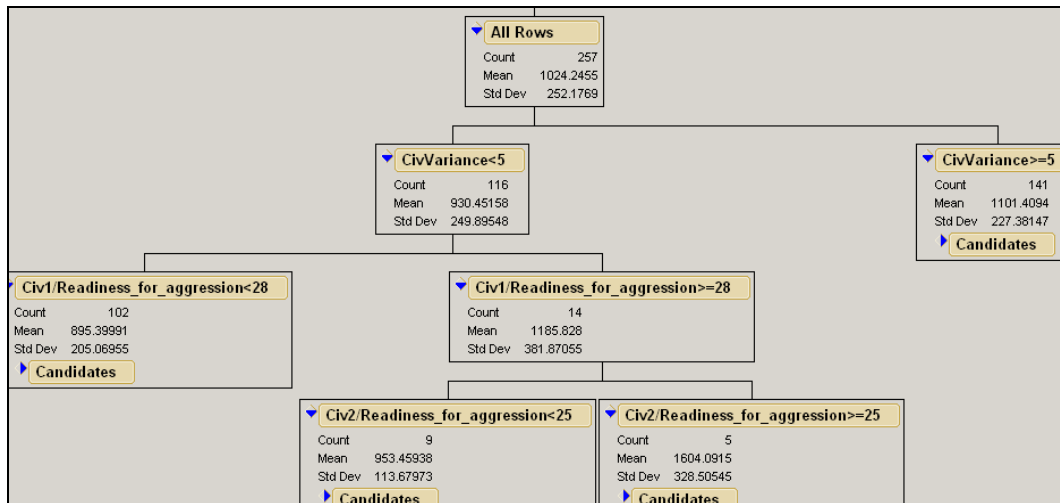 All Rows
Count 257
Mean 1024.2455
Std Dev 252.1769
CivVariance<5
Count 116
Mean 930.45158
Std Dev 249.89548
CivVariance>=5
Count 141
Mean 1101.4094
Std Dev 227.38147
Candidates
Civ1/Readiness_for_aggression<28
Count 102
Mean 895.39991
Std Dev 205.06955
Candidates
Civ1/Readiness_for_aggression>=28
Count 14
Mean 1185.828
Std Dev 381.87055
Civ2/Readiness_for_aggression<25
Count 9
Mean 953.45938
Std Dev 113.67973
Candidates
Civ2/Readiness_for_aggression>=25
Count 5
Mean 1604.0915
Std Dev 328.50545
Candidates